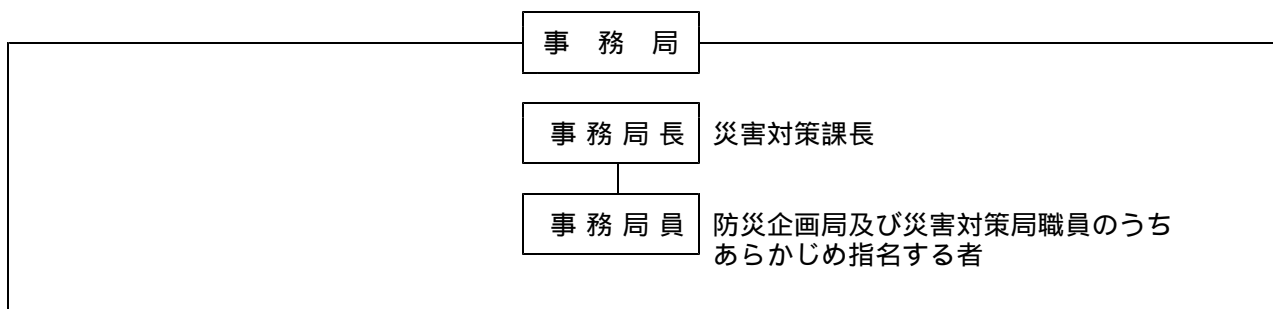 事 務 局
事 務 局 長 災害対策課長
事 務 局 員 防災企画局及び災害対策局職員のうち
あらかじめ指名する者